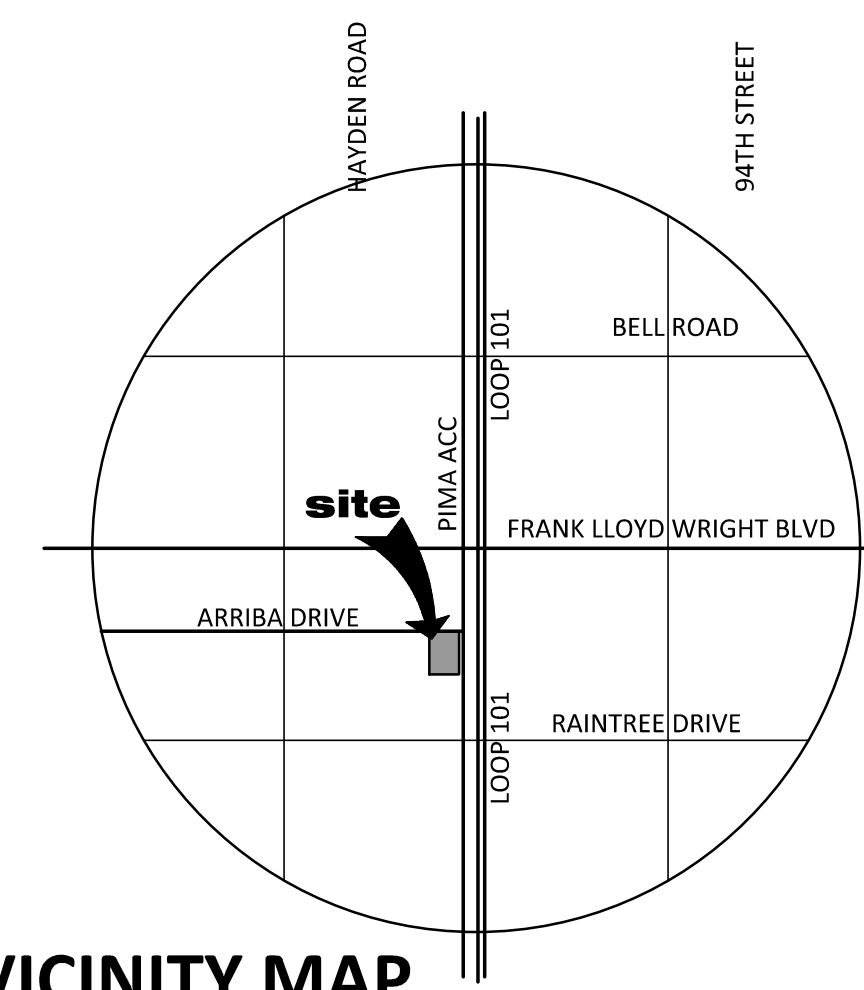 HAYDEN ROAD
94TH STREET
BELL ROAD
LOOP 101
PIMA ACC
site
FRANK LLOYD WRIGHT BLVD
ARRIBA DRIVE
LOOP 101
RAINTREE DRIVE
VICINITY MAP